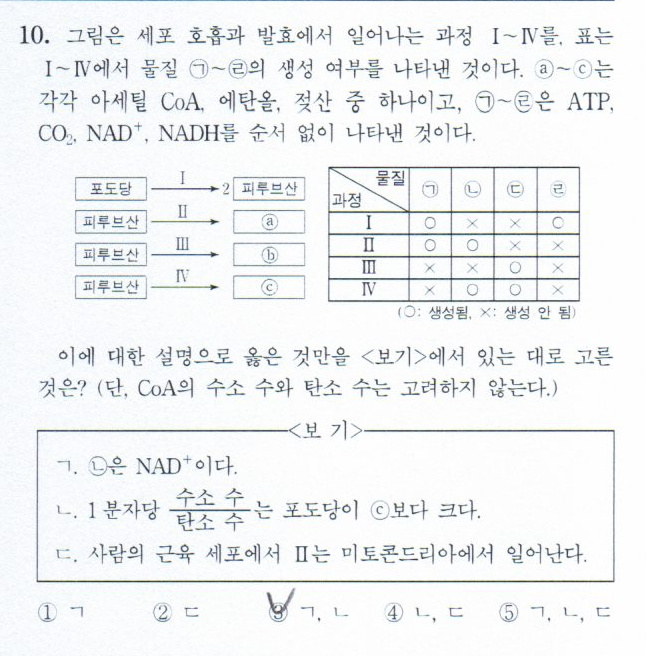 10. 그림은 세포 호흡과 발효에서 일어나는 과정 Ⅰ~Ⅳ를, 표는
Ⅰ~Ⅳ에서 물질 ㉠~㉣의 생성 여부를 나타낸 것이다. ⓐ~ⓒ는
각각 아세틸 CoA, 에탄올, 젖산 중 하나이고, ㉠~㉣은 ATP,
CO₂, NAD⁺, NADH를 순서 없이 나타낸 것이다.
포도당 Ⅰ 2 피루브산
피루브산 Ⅱ ⓐ
피루브산 Ⅲ ⓑ
피루브산 Ⅳ ⓒ
물질 ㉠ ㉡ ㉢ ㉣
과정
Ⅰ ○ × × ○
Ⅱ ○ ○ × ×
Ⅲ × × ○ ×
Ⅳ × ○ ○ ×
(○: 생성됨, ×: 생성 안 됨)
이에 대한 설명으로 옳은 것만을 <보기>에서 있는 대로 고른
것은? (단, CoA의 수소 수와 탄소 수는 고려하지 않는다.)
<보 기>
ㄱ. ㉡은 NAD⁺이다.
ㄴ. 1분자당 수소 수/탄소 수는 포도당이 ⓒ보다 크다.
ㄷ. 사람의 근육 세포에서 Ⅱ는 미토콘드리아에서 일어난다.
① ㄱ ② ㄷ ③ ㄱ, ㄴ ④ ㄴ, ㄷ ⑤ ㄱ, ㄴ, ㄷ